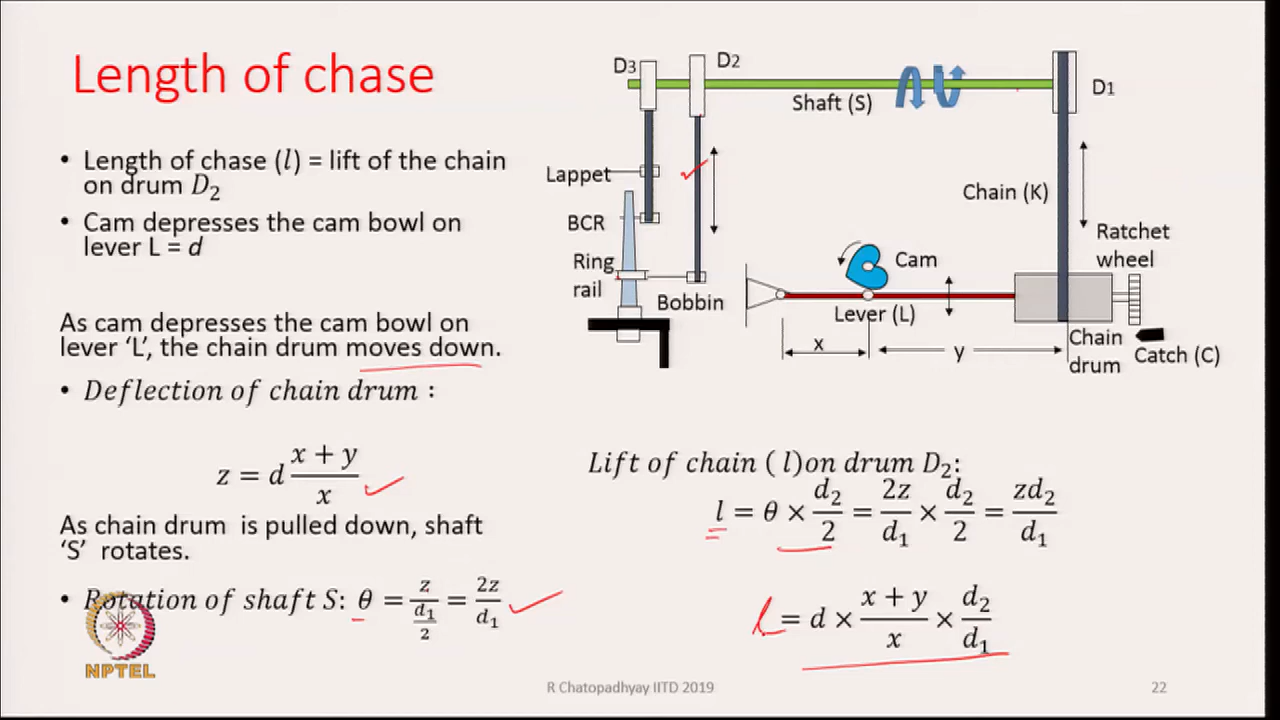 Length of chase
• Length of chase (l) = lift of the chain
on drum D₂
• Cam depresses the cam bowl on
lever L = d
As cam depresses the cam bowl on
lever 'L', the chain drum moves down.
• Deflection of chain drum :
z = d (x + y)/x
As chain drum is pulled down, shaft
'S' rotates.
• Rotation of shaft S: θ = z/(d₁/2) = 2z/d₁
NPTEL
D3
D2
Shaft (S)
D1
Lappet
BCR
Ring
rail
Bobbin
Chain (K)
Cam
Lever (L)
x
y
Ratchet
wheel
Chain
drum
Catch (C)
Lift of chain ( l)on drum D₂:
l = θ × d₂/2 = 2z/d₁ × d₂/2 = zd₂/d₁
l = d × (x + y)/x × d₂/d₁
R Chatopadhyay IITD 2019
22